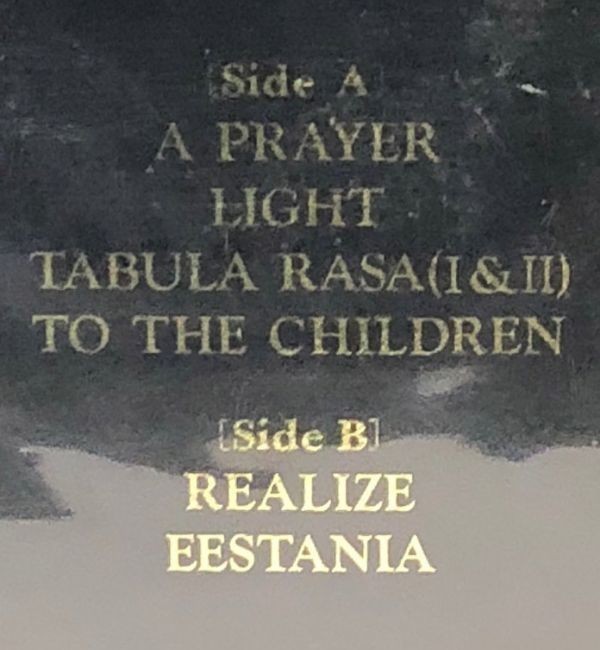 [Side A]
A PRAYER
LIGHT
TABULA RASA(I & II)
TO THE CHILDREN
[Side B]
REALIZE
EESTANIA